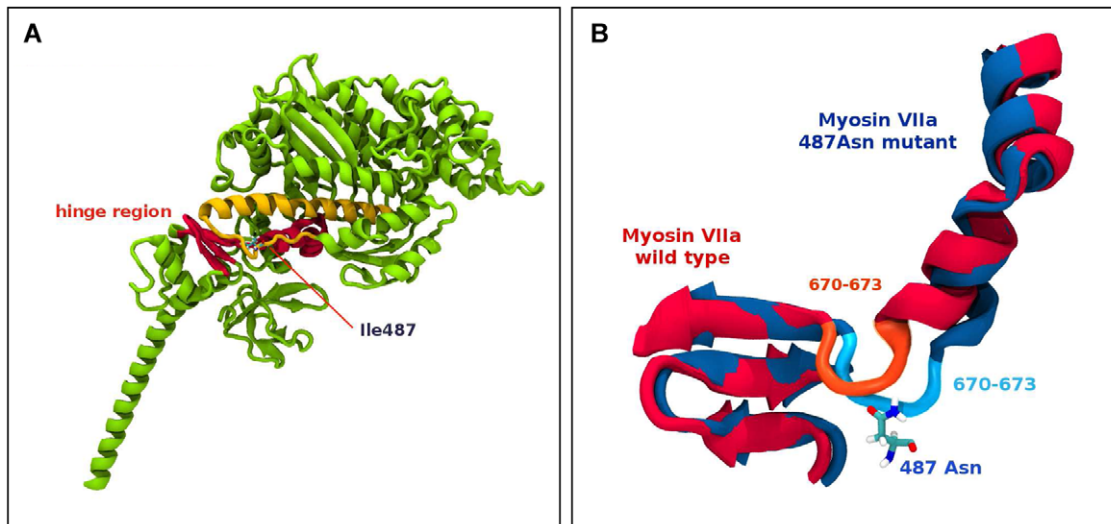 A
hinge region
Ile487
B
Myosin VIIa
487Asn mutant
Myosin VIIa
wild type
670-673
670-673
487 Asn